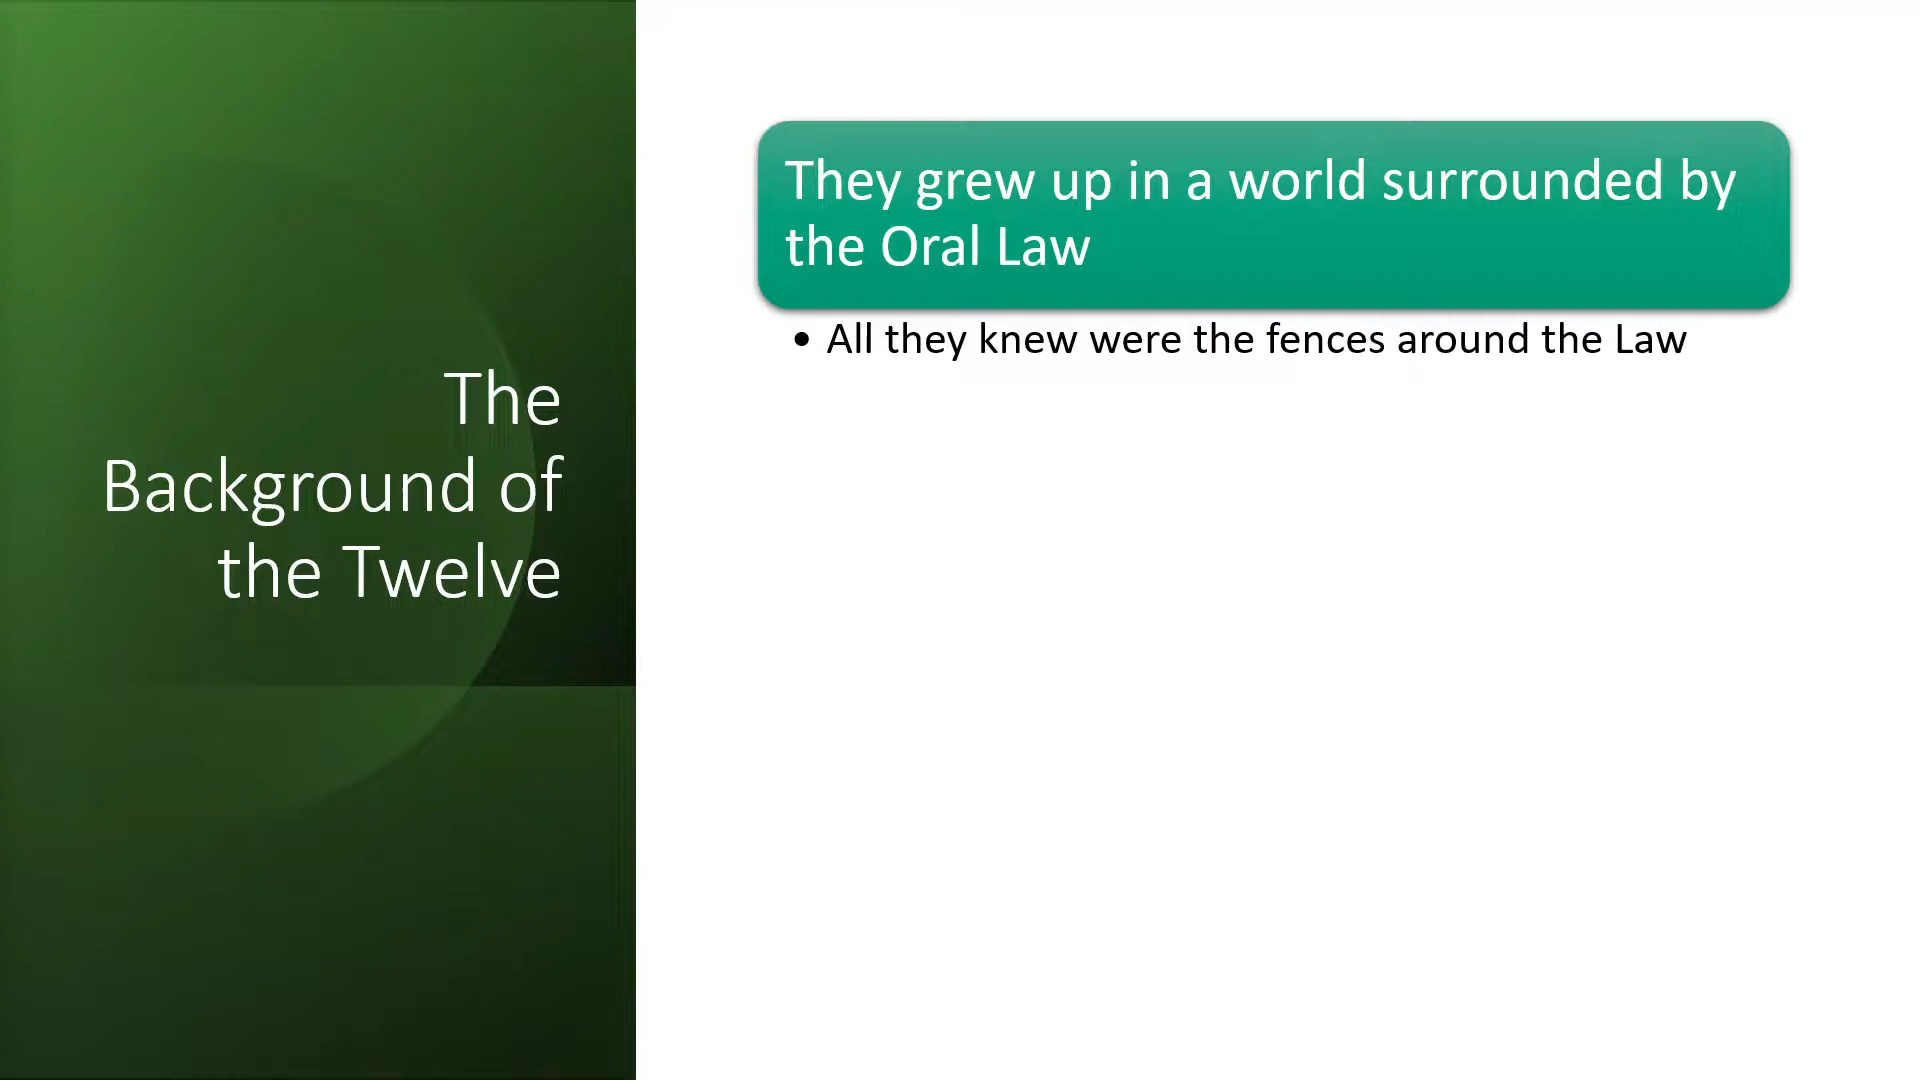 The
Background of
the Twelve
They grew up in a world surrounded by
the Oral Law
• All they knew were the fences around the Law